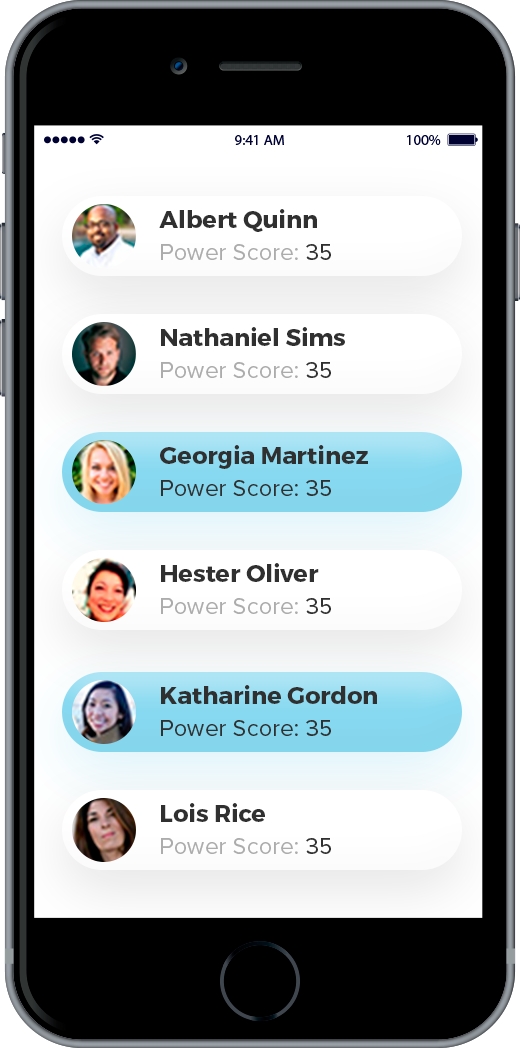 9:41 AM 100%
Albert Quinn
Power Score: 35
Nathaniel Sims
Power Score: 35
Georgia Martinez
Power Score: 35
Hester Oliver
Power Score: 35
Katharine Gordon
Power Score: 35
Lois Rice
Power Score: 35